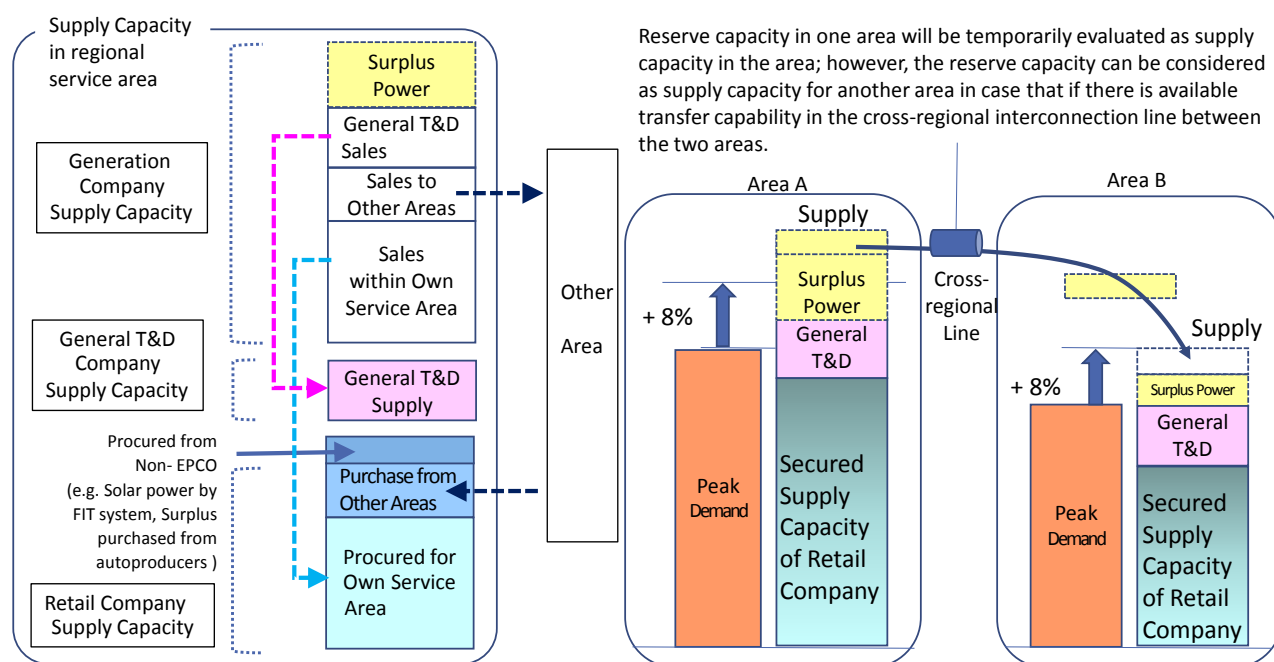 Supply Capacity
in regional
service area
Generation
Company
Supply Capacity
General T&D
Company
Supply Capacity
Procured from
Non- EPCO
(e.g. Solar power by
FIT system, Surplus
purchased from
autoproducers )
Retail Company
Supply Capacity
Surplus
Power
General T&D
Sales
Sales to
Other Areas
Sales
within Own
Service Area
General T&D
Supply
Purchase from
Other Areas
Procured for
Own Service
Area
Other
Area
Reserve capacity in one area will be temporarily evaluated as supply
capacity in the area; however, the reserve capacity can be considered
as supply capacity for another area in case that if there is available
transfer capability in the cross-regional interconnection line between
the two areas.
Area A
Supply
Surplus
Power
+ 8%
General
T&D
Peak
Demand
Secured
Supply
Capacity
of Retail
Company
Cross-
regional
Line
Area B
Supply
Surplus Power
+ 8%
General
T&D
Peak
Demand
Secured
Supply
Capacity
of Retail
Company